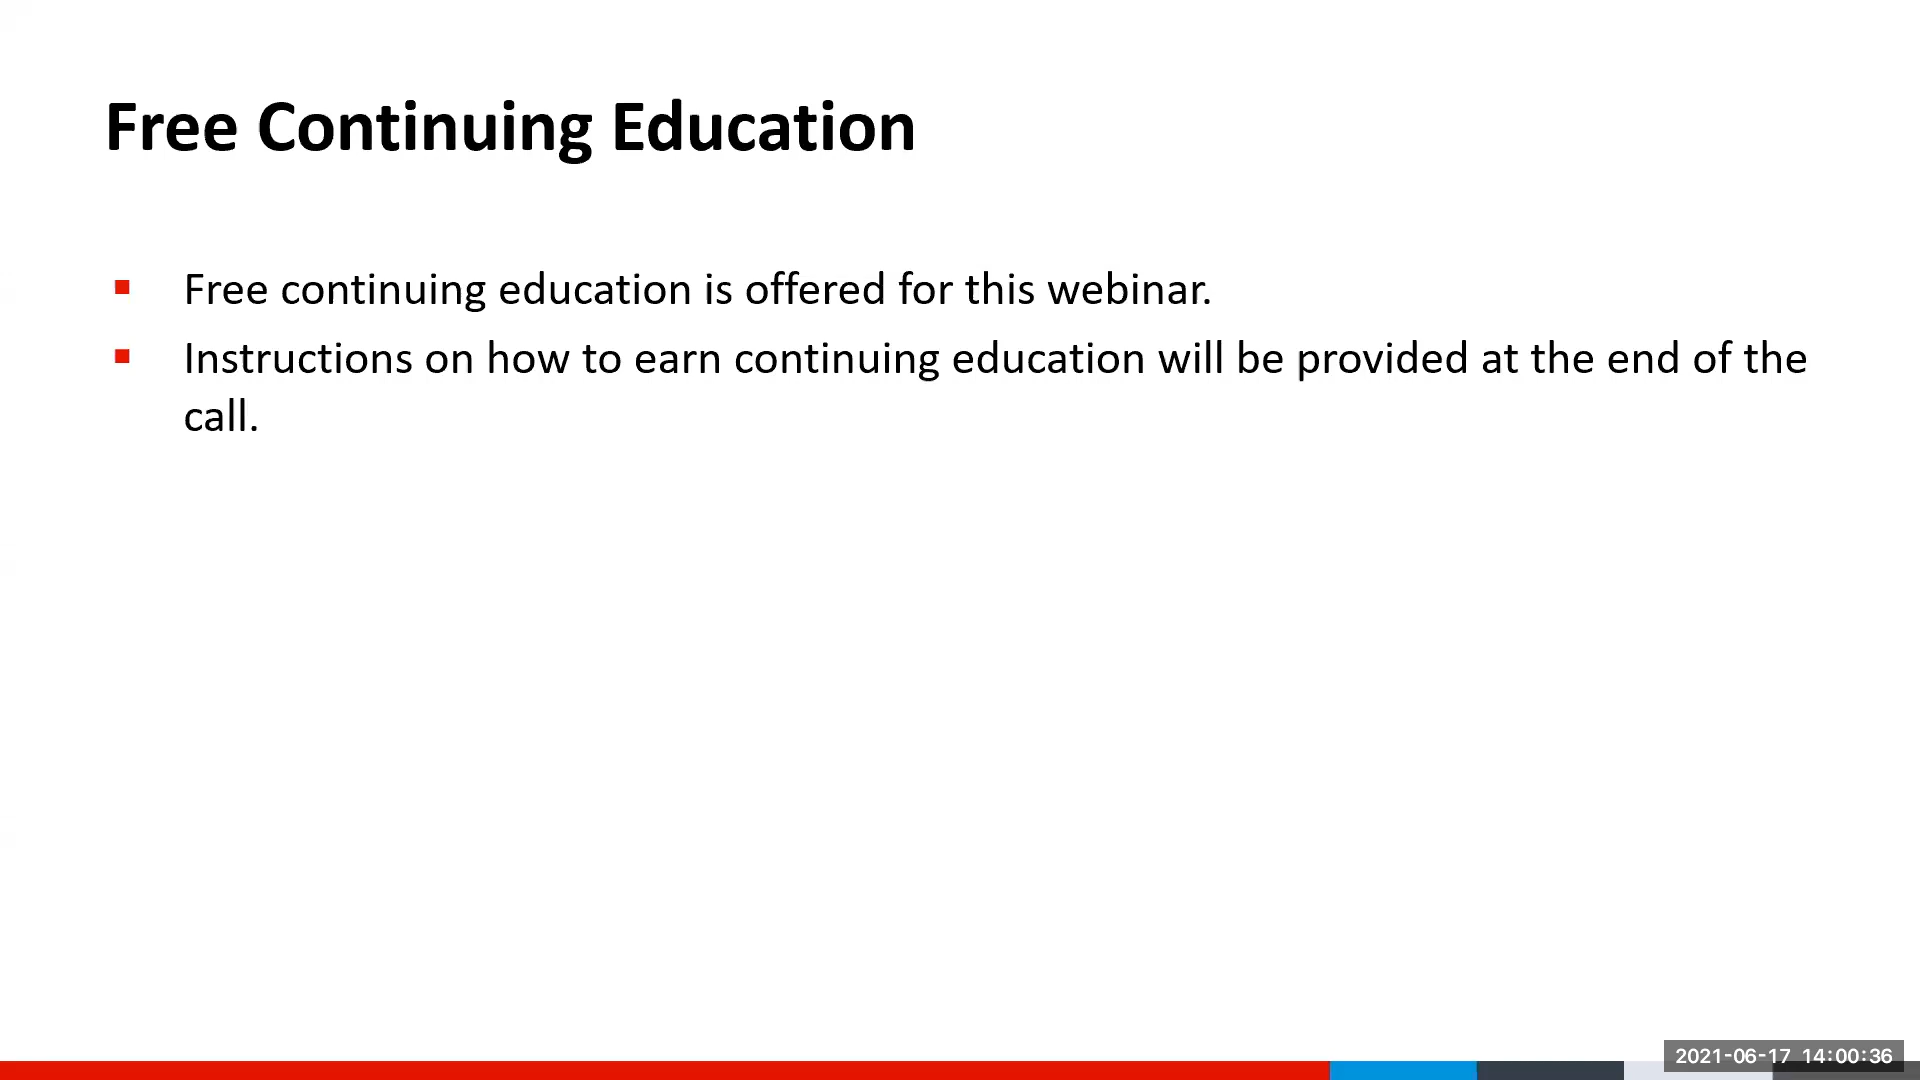 Free Continuing Education
▪ Free continuing education is offered for this webinar.
▪ Instructions on how to earn continuing education will be provided at the end of the
call.
2021-06-17 14:00:36